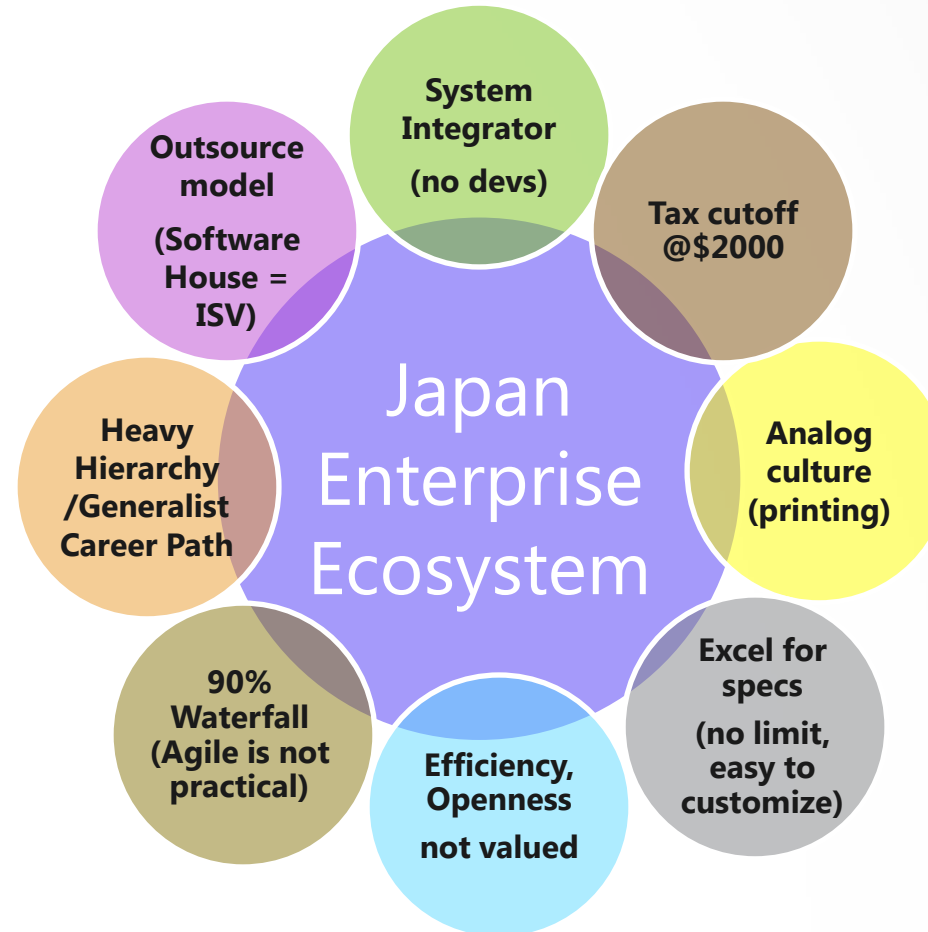 System
Integrator
(no devs)
Tax cutoff
@$2000
Analog
culture
(printing)
Excel for
specs
(no limit,
easy to
customize)
Efficiency,
Openness
not valued
90%
Waterfall
(Agile is not
practical)
Heavy
Hierarchy
/Generalist
Career Path
Outsource
model
(Software
House =
ISV)
Japan
Enterprise
Ecosystem